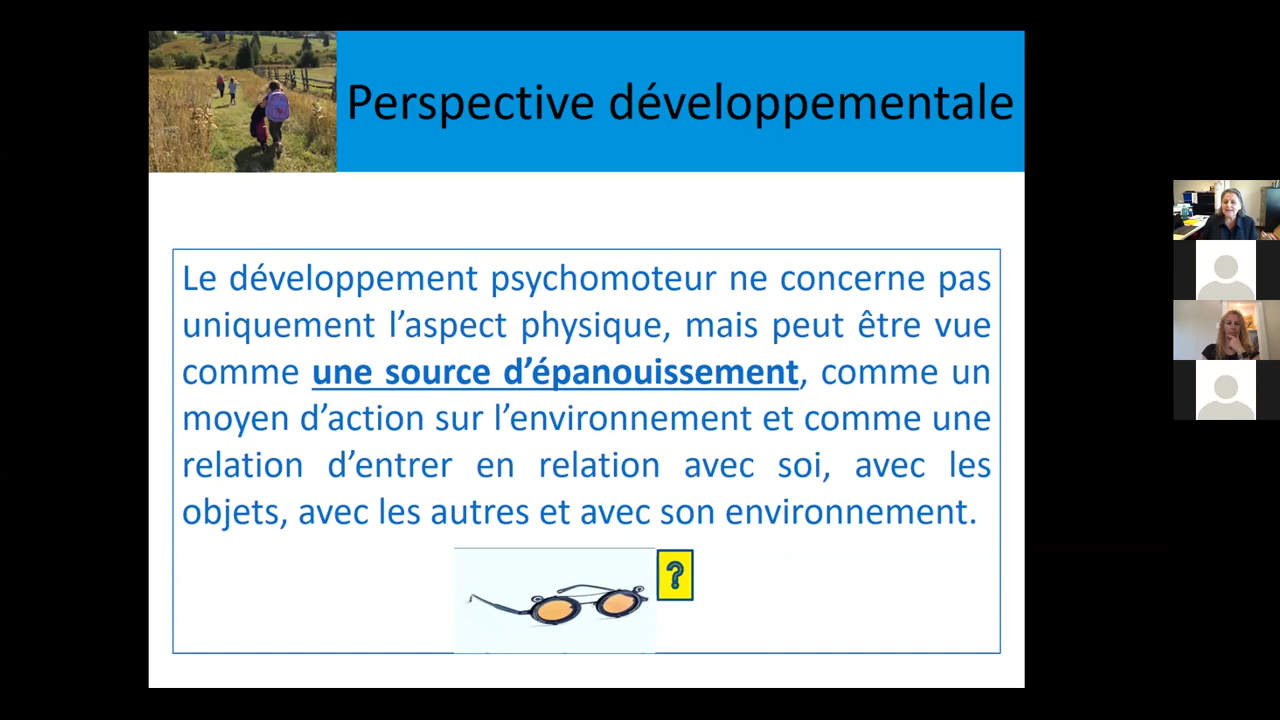 Perspective développementale
Le développement psychomoteur ne concerne pas
uniquement l’aspect physique, mais peut être vue
comme une source d’épanouissement, comme un
moyen d’action sur l’environnement et comme une
relation d’entrer en relation avec soi, avec les
objets, avec les autres et avec son environnement.
?